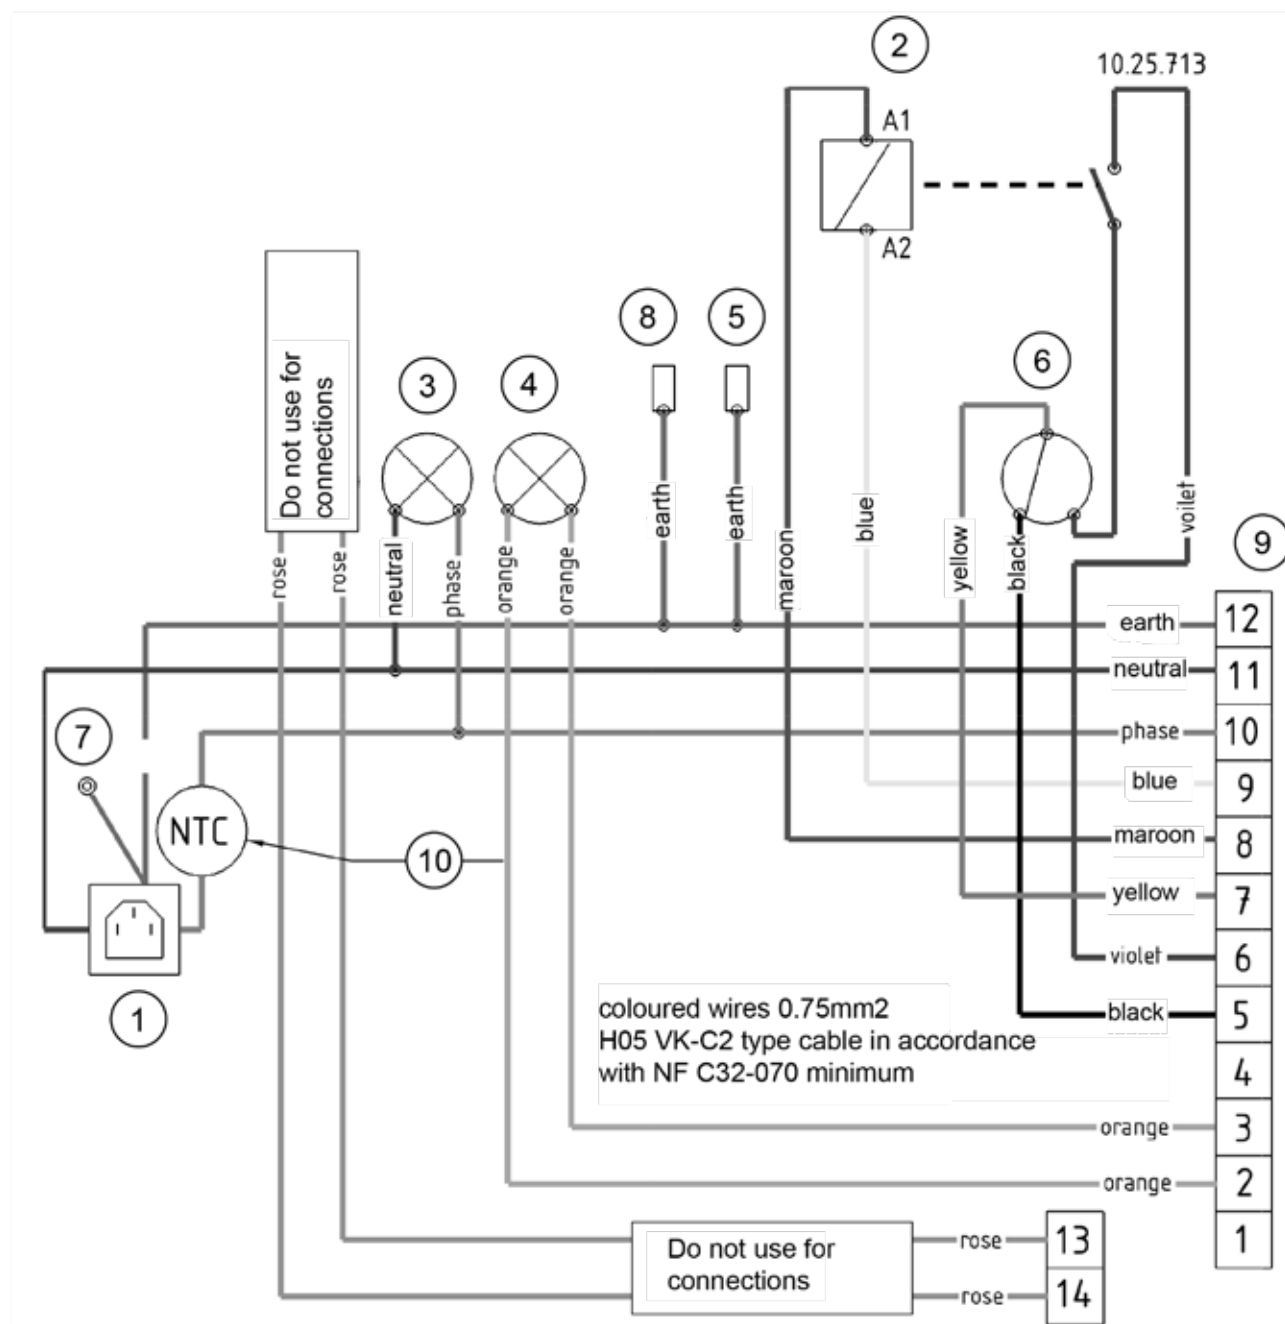 2
10.25.713
A1
A2
8
5
6
3
4
9
Do not use for
connections
rose
rose
neutral
phase
orange
orange
earth
earth
maroon
blue
yellow
black
voilet
earth
12
neutral
11
phase
10
blue
9
maroon
8
yellow
7
violet
6
black
5
4
orange
3
orange
2
1
7
NTC
10
1
coloured wires 0.75mm2
H05 VK-C2 type cable in accordance
with NF C32-070 minimum
Do not use for
connections
rose
13
rose
14